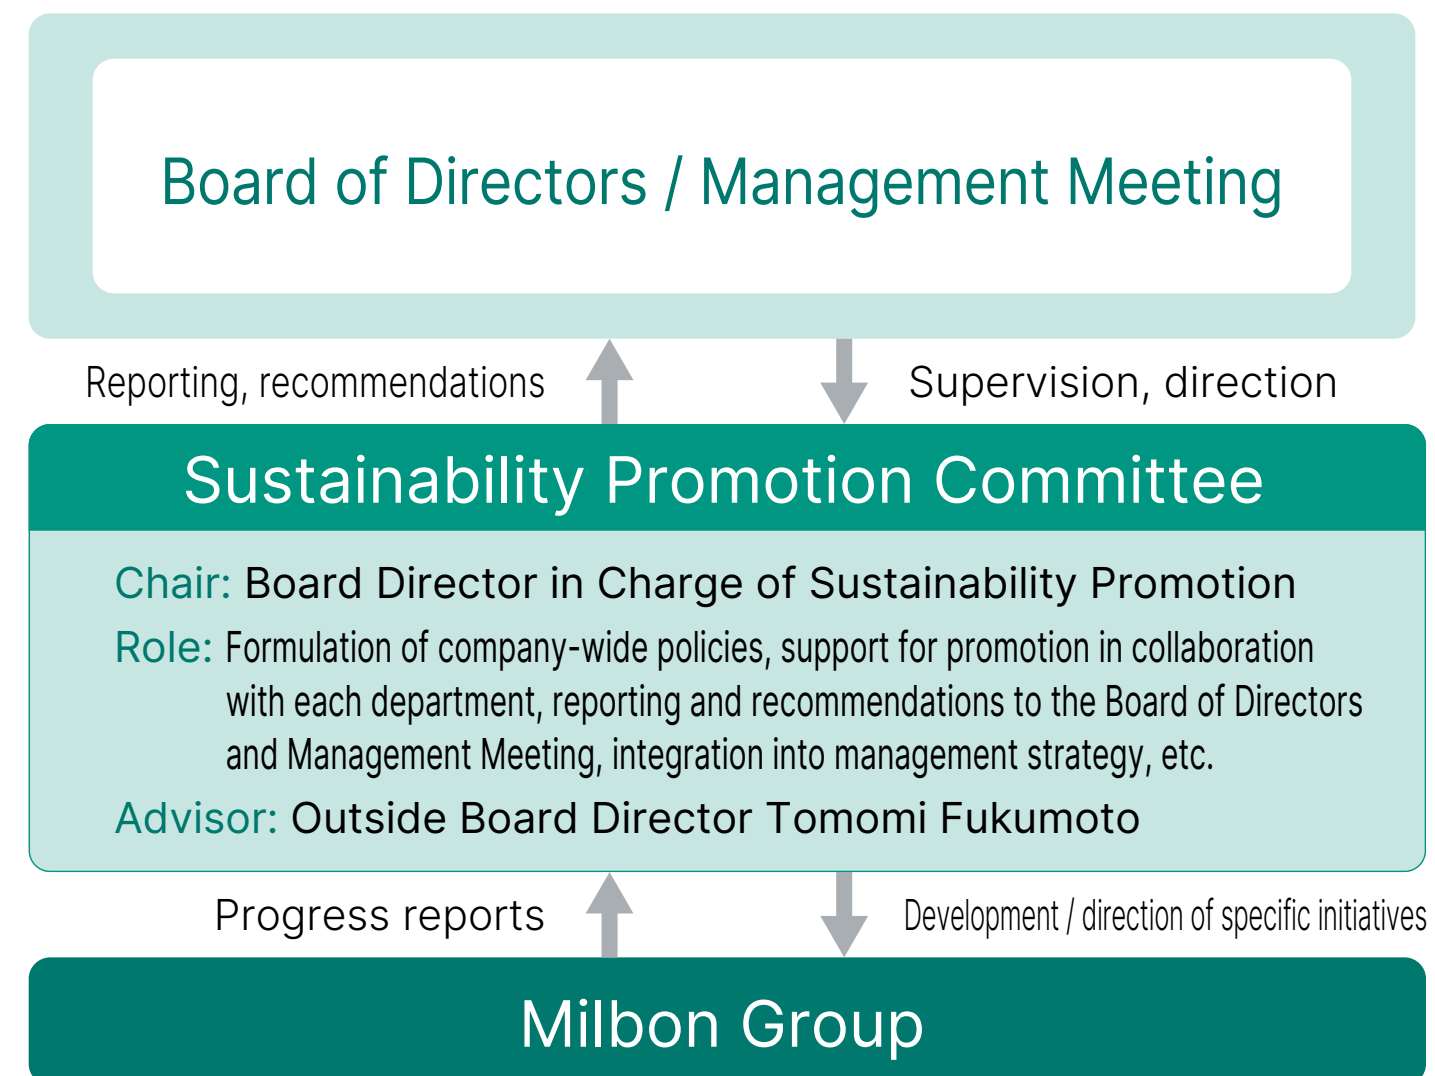 Board of Directors / Management Meeting
Reporting, recommendations
Supervision, direction
Sustainability Promotion Committee
Chair: Board Director in Charge of Sustainability Promotion
Role: Formulation of company-wide policies, support for promotion in collaboration
with each department, reporting and recommendations to the Board of Directors
and Management Meeting, integration into management strategy, etc.
Advisor: Outside Board Director Tomomi Fukumoto
Progress reports
Development / direction of specific initiatives
Milbon Group